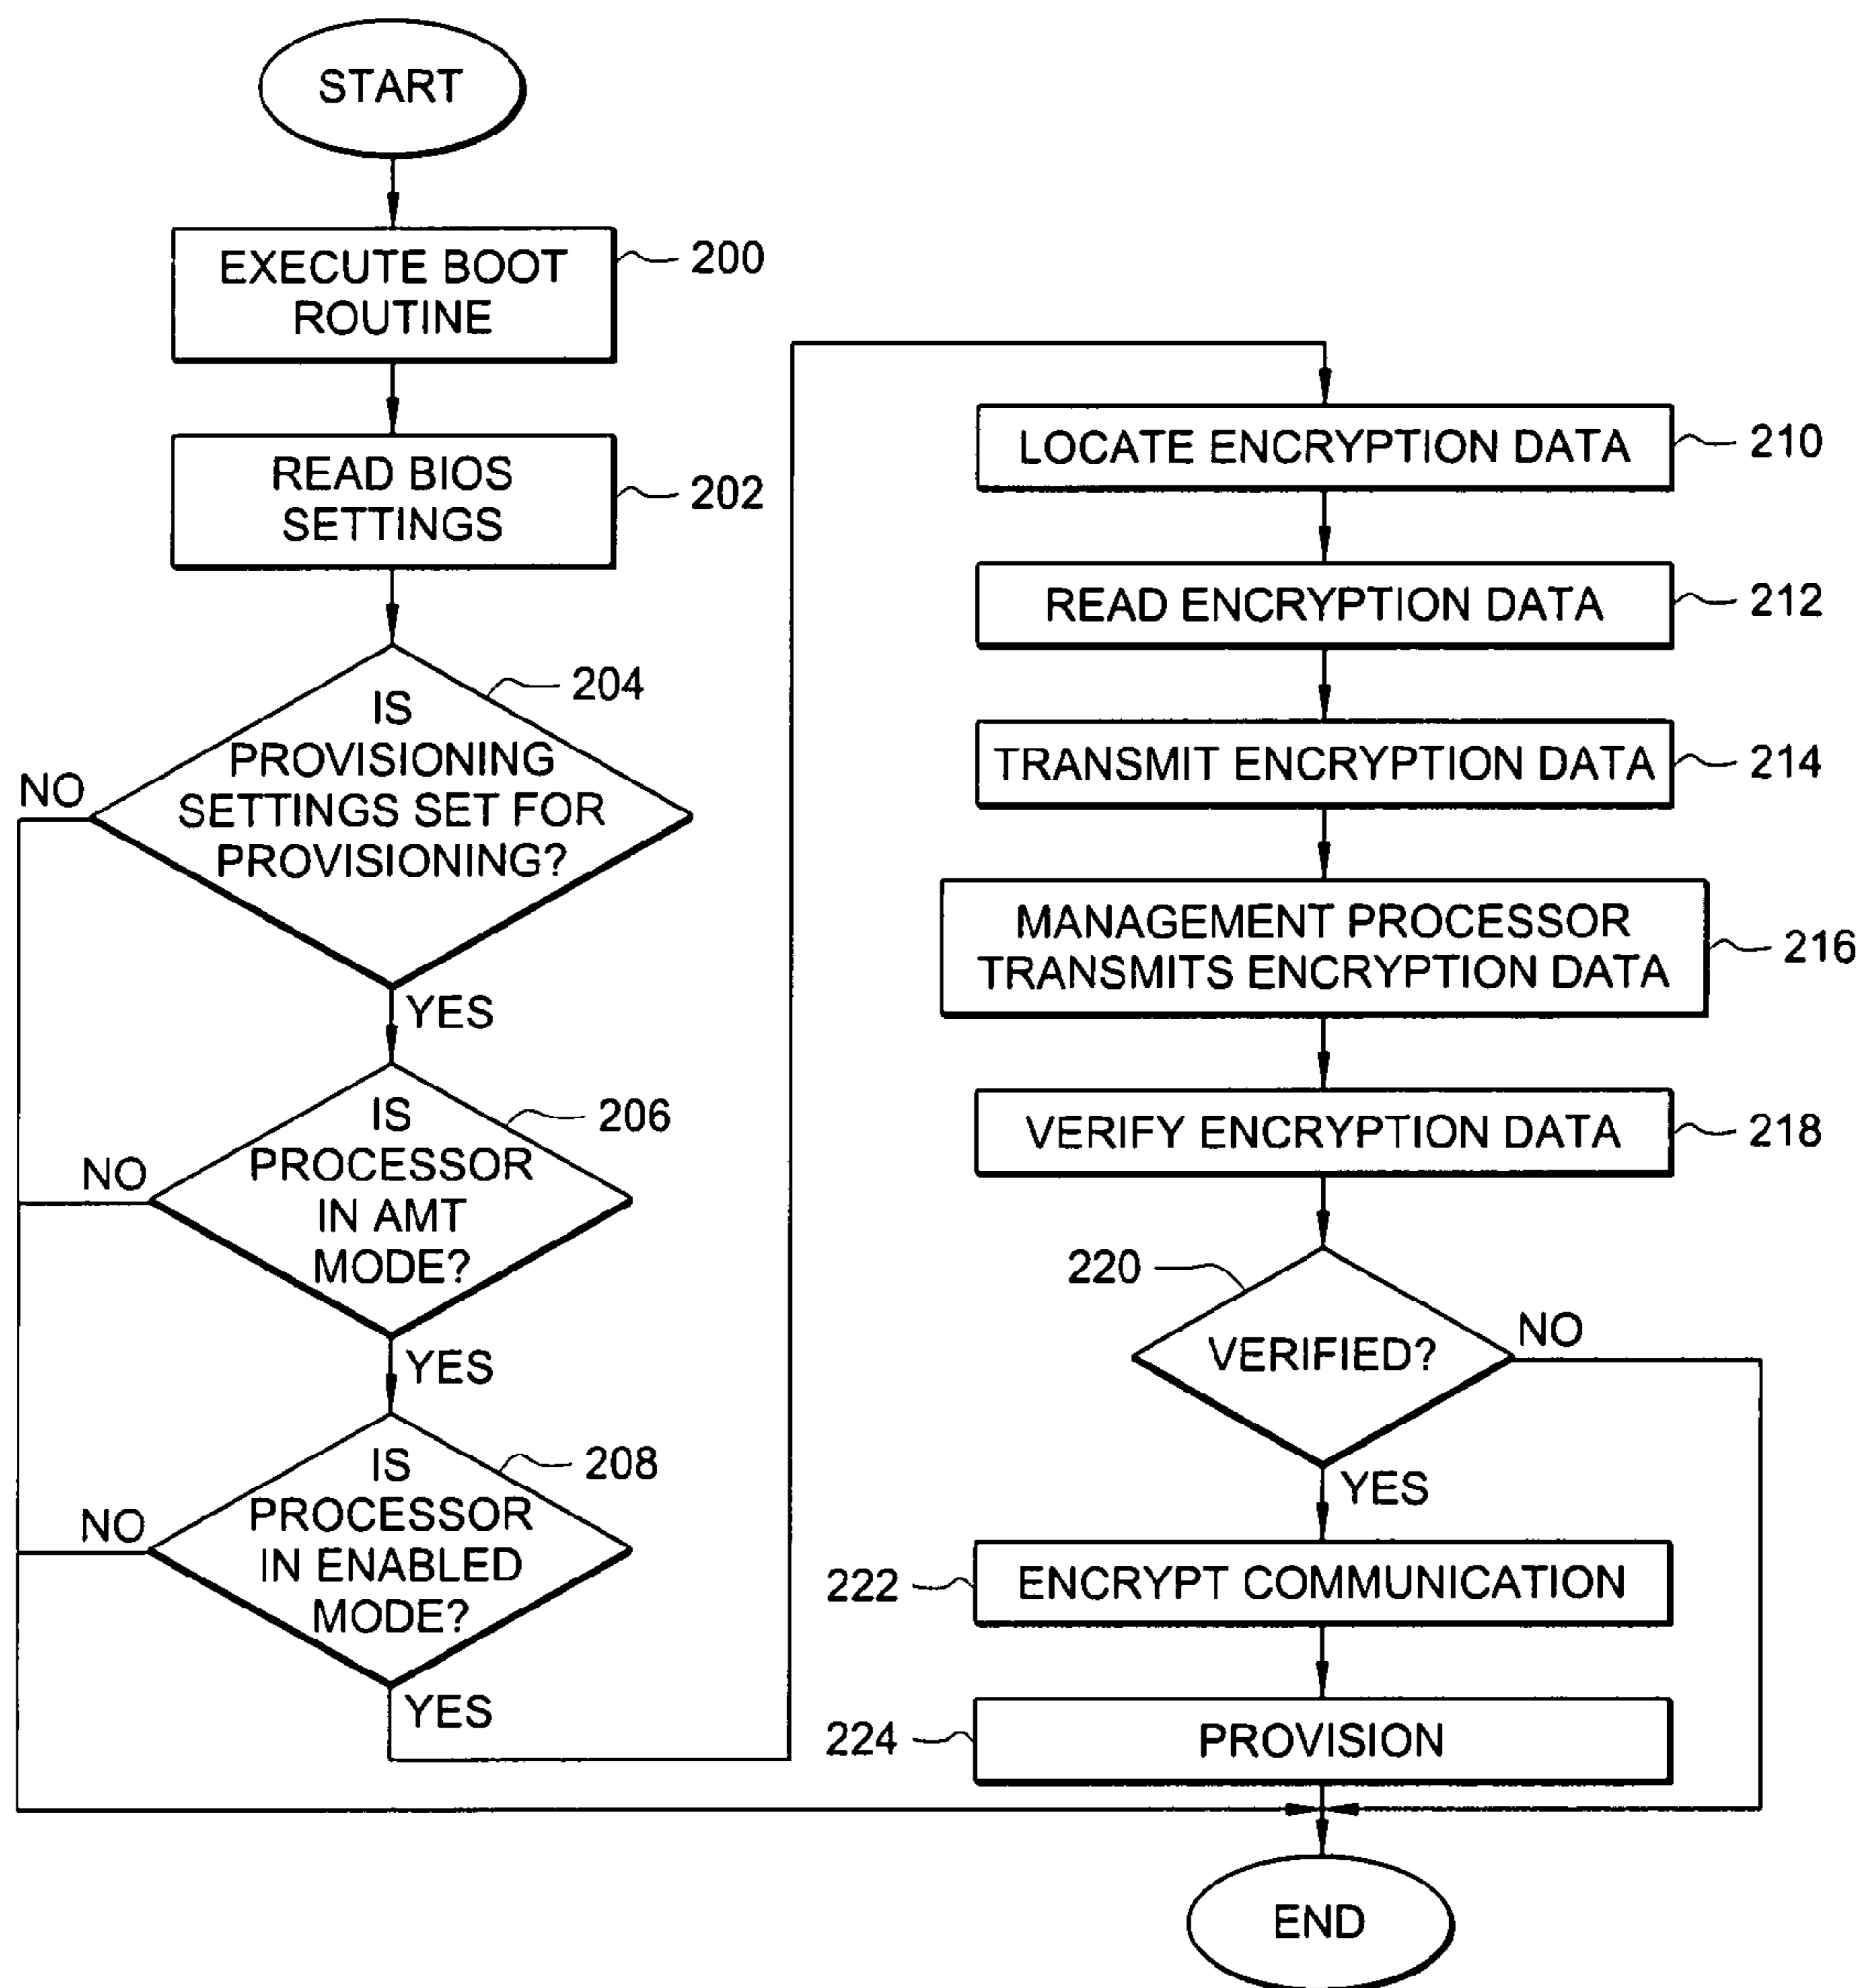 START
EXECUTE BOOT
ROUTINE
200
READ BIOS
SETTINGS
202
204
IS
PROVISIONING
SETTINGS SET FOR
PROVISIONING?
NO
YES
206
IS
PROCESSOR
IN AMT
MODE?
NO
YES
208
IS
PROCESSOR
IN ENABLED
MODE?
NO
YES
LOCATE ENCRYPTION DATA
210
READ ENCRYPTION DATA
212
TRANSMIT ENCRYPTION DATA
214
MANAGEMENT PROCESSOR
TRANSMITS ENCRYPTION DATA
216
VERIFY ENCRYPTION DATA
218
220
VERIFIED?
NO
YES
222
ENCRYPT COMMUNICATION
224
PROVISION
END